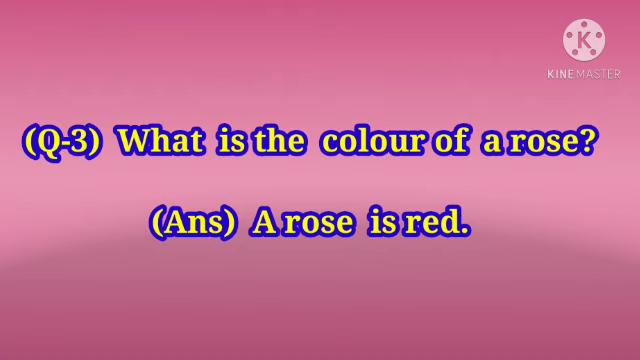 K
KINEMASTER
(Q-3) What is the colour of a rose?
(Ans) A rose is red.